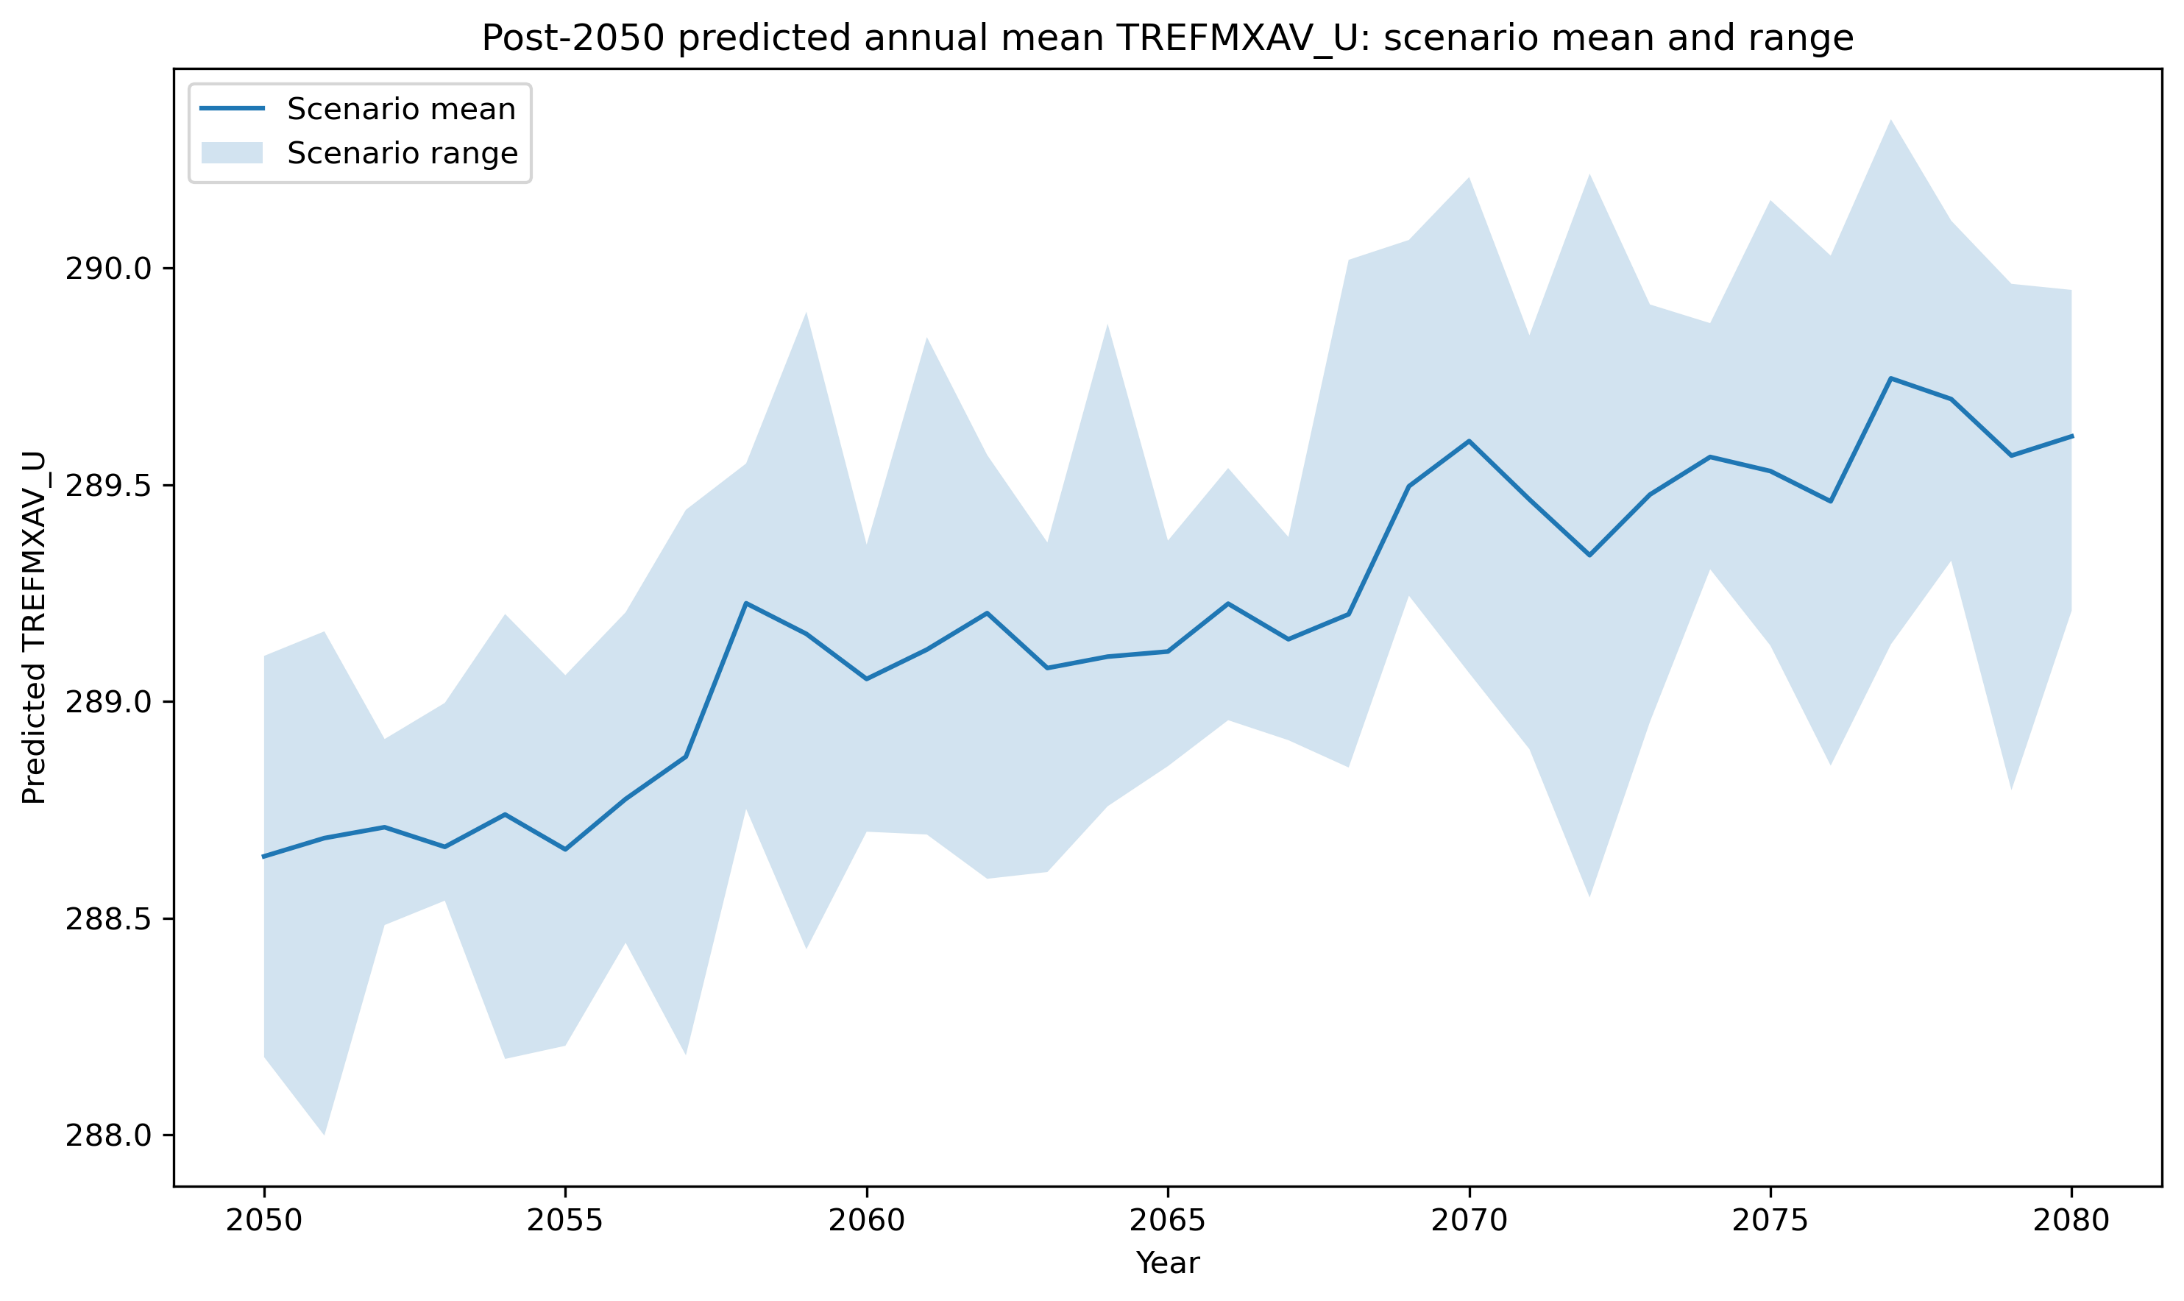 Post-2050 predicted annual mean TREFMXAV_U: scenario mean and range
Scenario mean
Scenario range
Predicted TREFMXAV_U
290.0
289.5
289.0
288.5
288.0
2050 2055 2060 2065 2070 2075 2080
Year